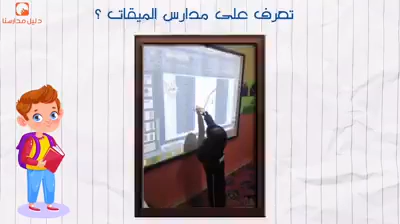 تعرف على مدارس الميقات ؟
دليل مدارسنا